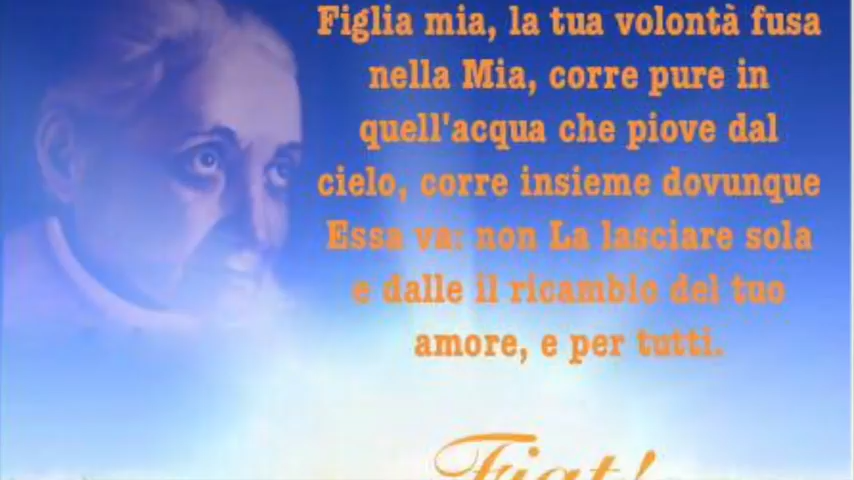 Figlia mia, la tua volontà fusa
nella Mia, corre pure in
quell'acqua che piove dal
cielo, corre insieme dovunque
Essa va: non La lasciare sola
e dalle il ricambio del tuo
amore, e per tutti.
Fiat!